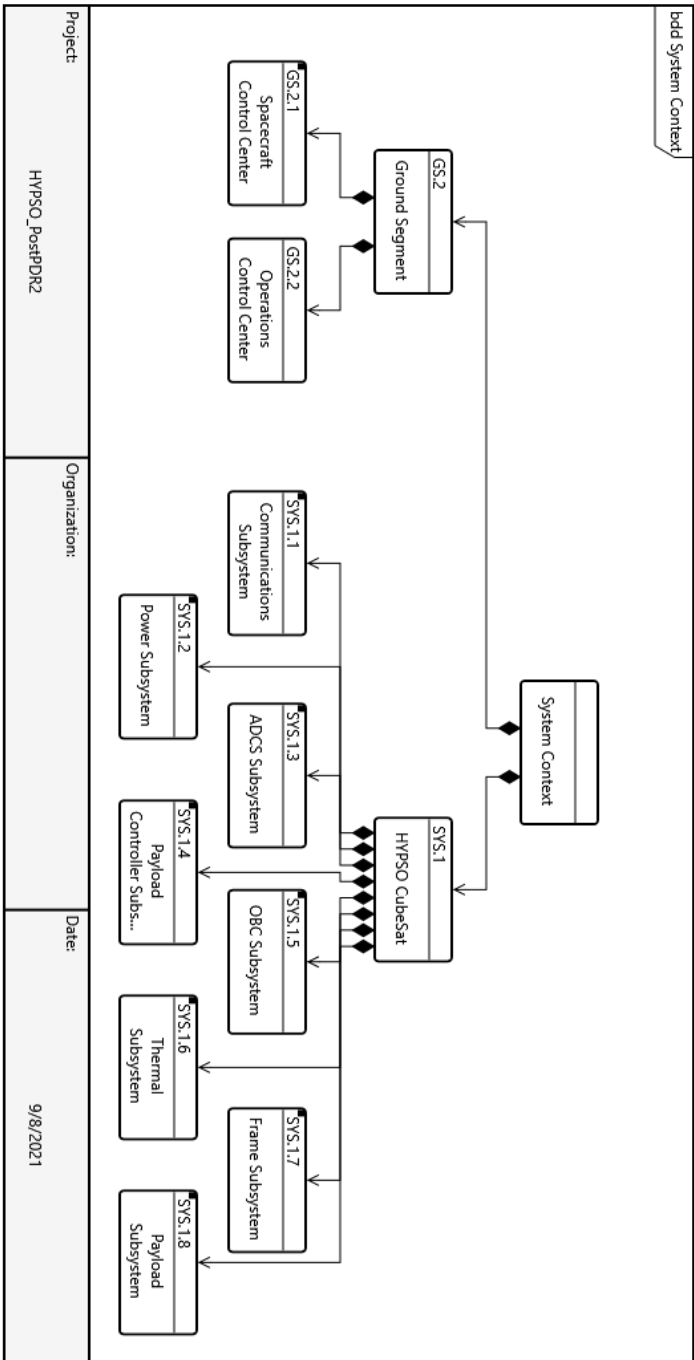 bdd System Context
System Context
GS.2
Ground Segment
SYS.1
HYPSO CubeSat
GS.2.1
Spacecraft
Control Center
GS.2.2
Operations
Control Center
SYS.1.1
Communications
Subsystem
SYS.1.3
ADCS Subsystem
SYS.1.5
OBC Subsystem
SYS.1.7
Frame Subsystem
SYS.1.2
Power Subsystem
SYS.1.4
Payload
Controller Subs...
SYS.1.6
Thermal
Subsystem
SYS.1.8
Payload
Subsystem
Project:
HYPSO_PostPDR2
Organization:
Date:
9/8/2021